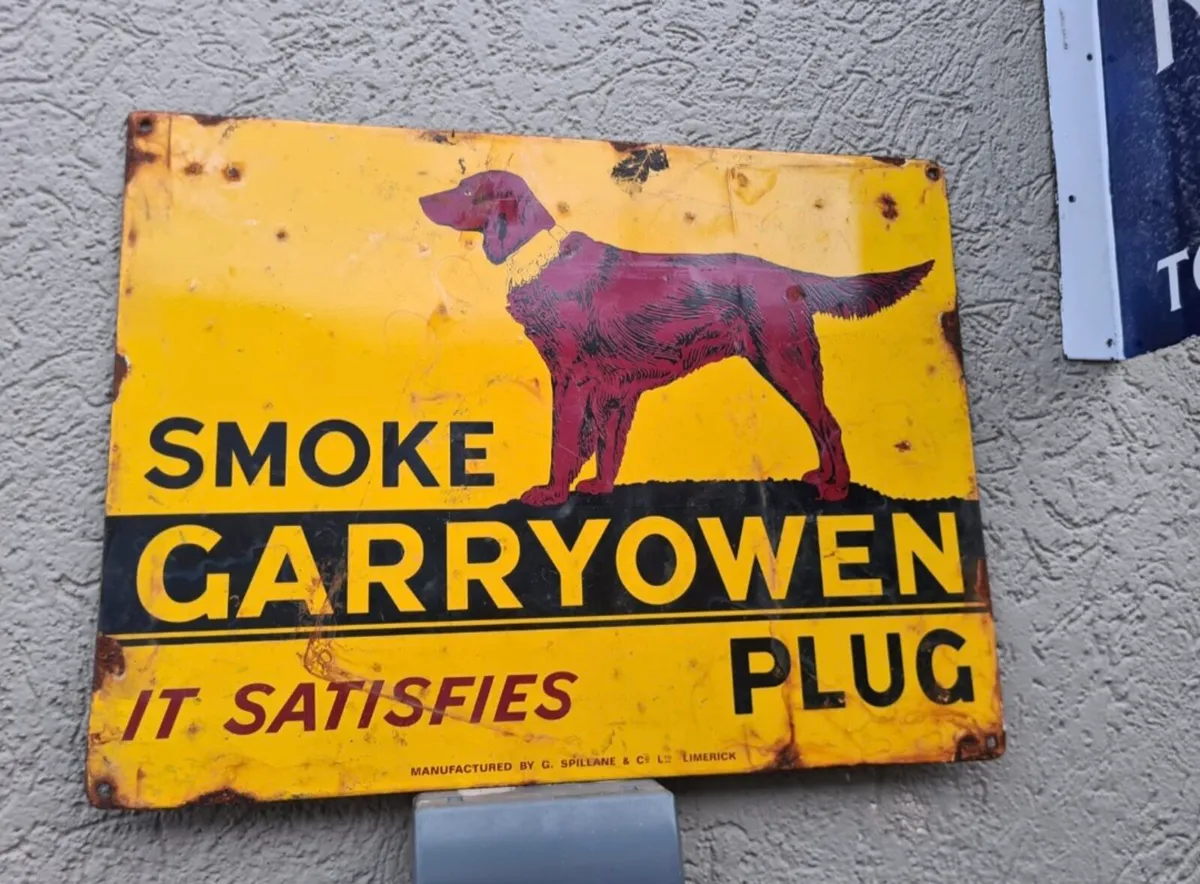 SMOKE
GARRYOWEN
PLUG
IT SATISFIES
MANUFACTURED BY G. SPILLANE & Cº Lᵀᴰ LIMERICK